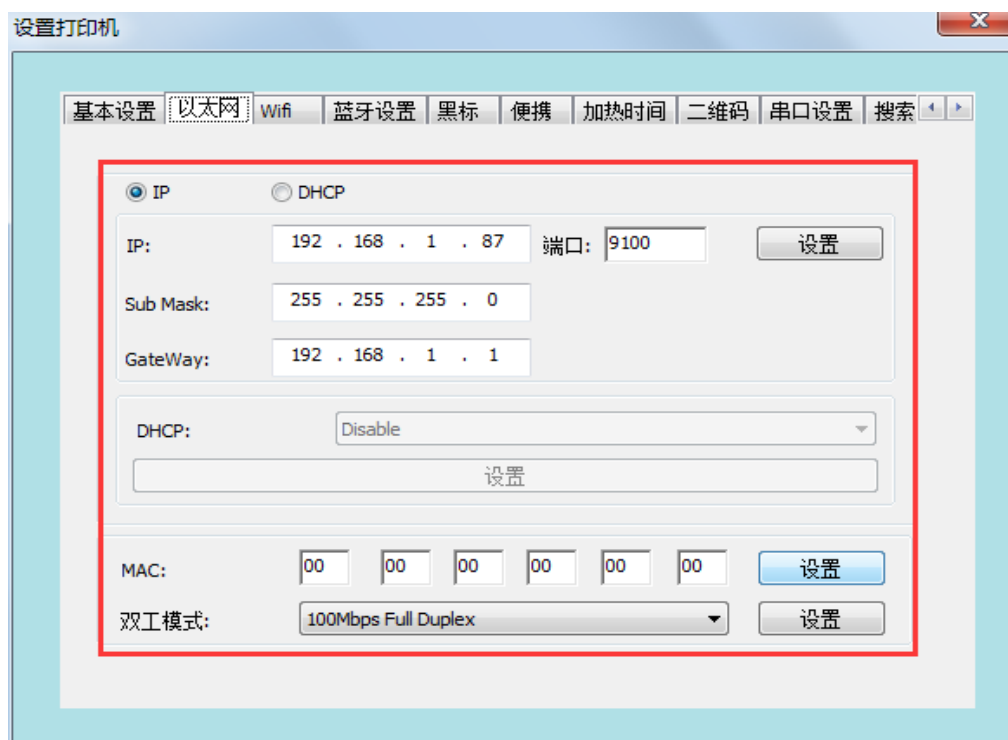 设置打印机
基本设置 以太网 Wifi 蓝牙设置 黑标 便携 加热时间 二维码 串口设置 搜索
IP DHCP
IP: 192 . 168 . 1 . 87 端口: 9100 设置
Sub Mask: 255 . 255 . 255 . 0
GateWay: 192 . 168 . 1 . 1
DHCP: Disable
设置
MAC: 00 00 00 00 00 00 设置
双工模式: 100Mbps Full Duplex 设置